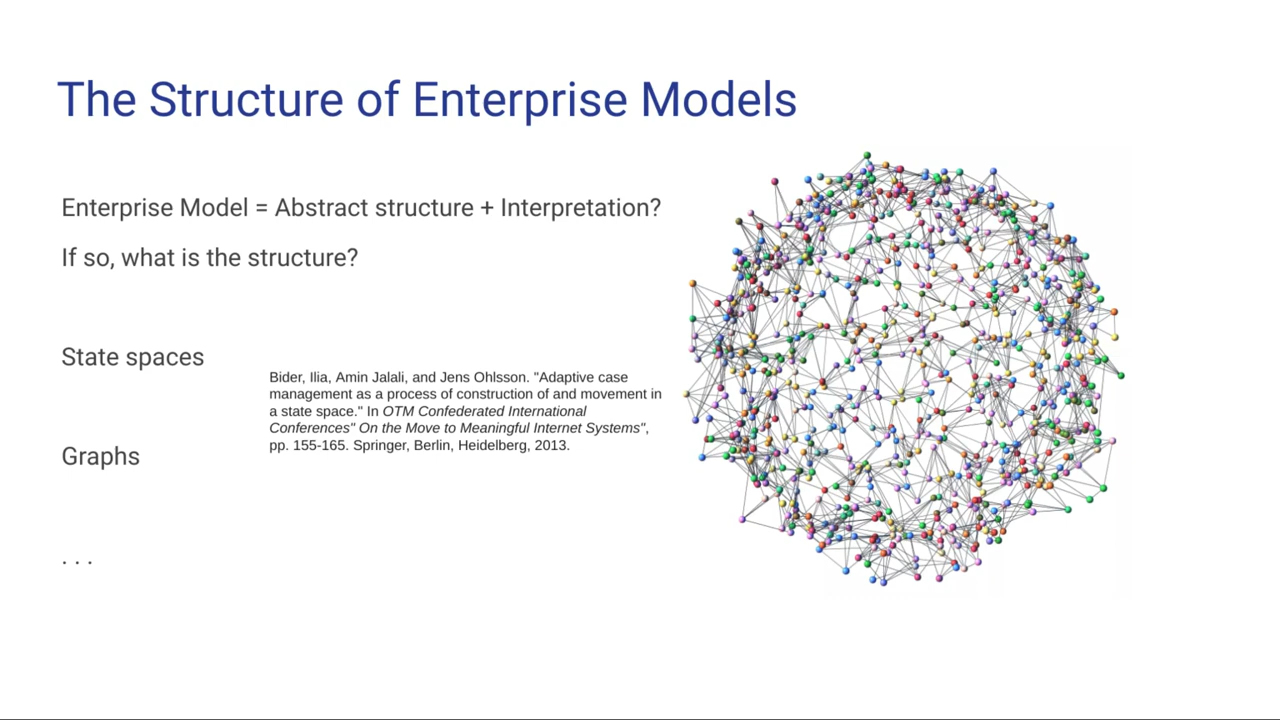 The Structure of Enterprise Models
Enterprise Model = Abstract structure + Interpretation?
If so, what is the structure?
State spaces
Bider, Ilia, Amin Jalali, and Jens Ohlsson. "Adaptive case
management as a process of construction of and movement in
a state space." In OTM Confederated International
Conferences" On the Move to Meaningful Internet Systems",
pp. 155-165. Springer, Berlin, Heidelberg, 2013.
Graphs
. . .